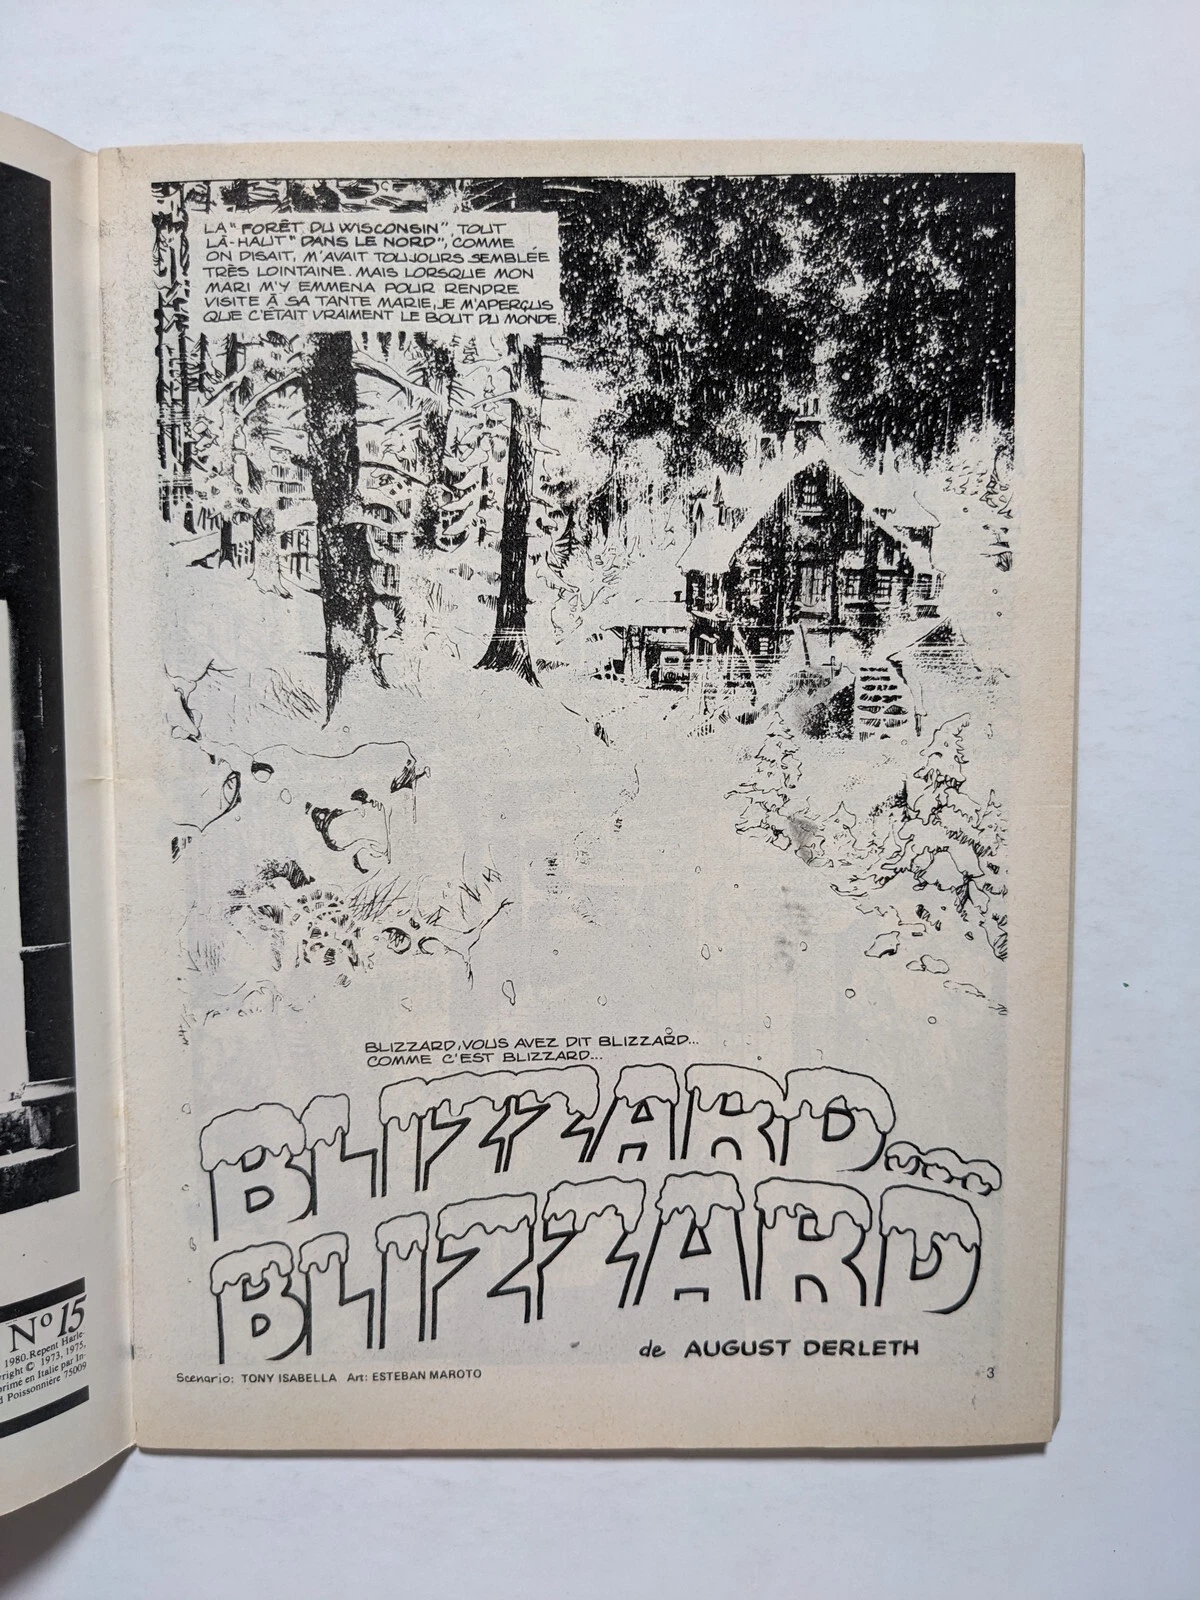 LA "FORÊT DU WISCONSIN", TOUT
LÀ-HAUT "DANS LE NORD", COMME
ON DISAIT, M'AVAIT TOUJOURS SEMBLÉE
TRÈS LOINTAINE. MAIS LORSQUE MON
MARI M'Y EMMENA POUR RENDRE
VISITE À SA TANTE MARIE, JE M'APERÇUS
QUE C'ÉTAIT VRAIMENT LE BOUT DU MONDE.
BLIZZARD, VOUS AVEZ DIT BLIZZARD...
COMME C'EST BLIZZARD...
BLIZZARD...
BLIZZARD
de AUGUST DERLETH
Scenario: TONY ISABELLA Art: ESTEBAN MAROTO
3
Nº 15
1980. Repent Harle-
right © 1973, 1975,
primé en Italie par In-
d Poissonnière 75009